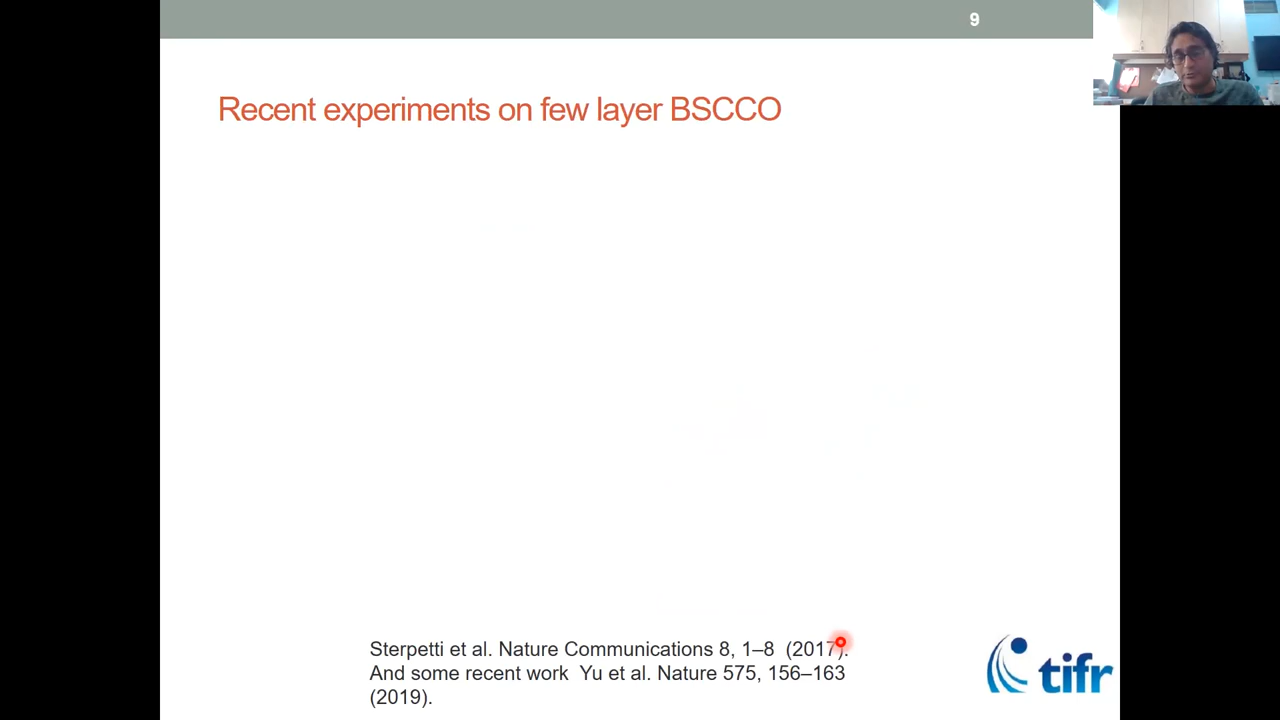 9
Recent experiments on few layer BSCCO
Sterpetti et al. Nature Communications 8, 1–8 (2017).
And some recent work Yu et al. Nature 575, 156–163
(2019).
tifr